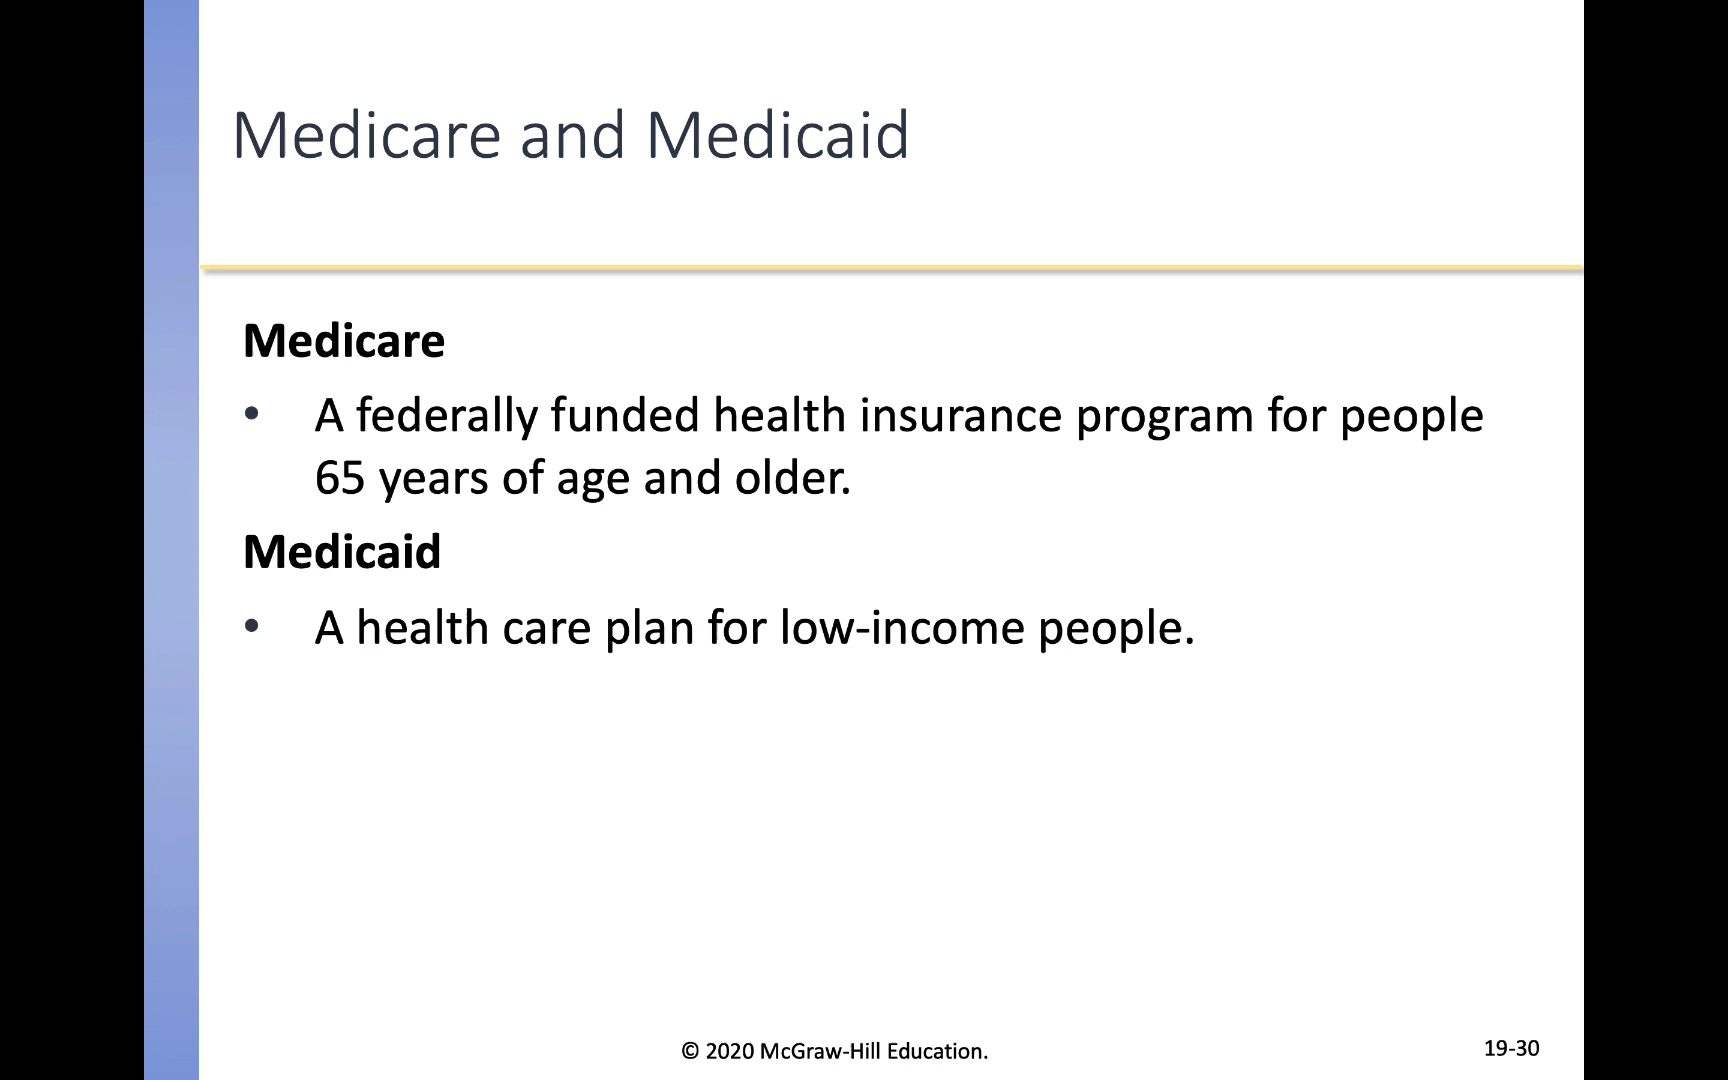 Medicare and Medicaid
Medicare
• A federally funded health insurance program for people
65 years of age and older.
Medicaid
• A health care plan for low-income people.
© 2020 McGraw-Hill Education.
19-30